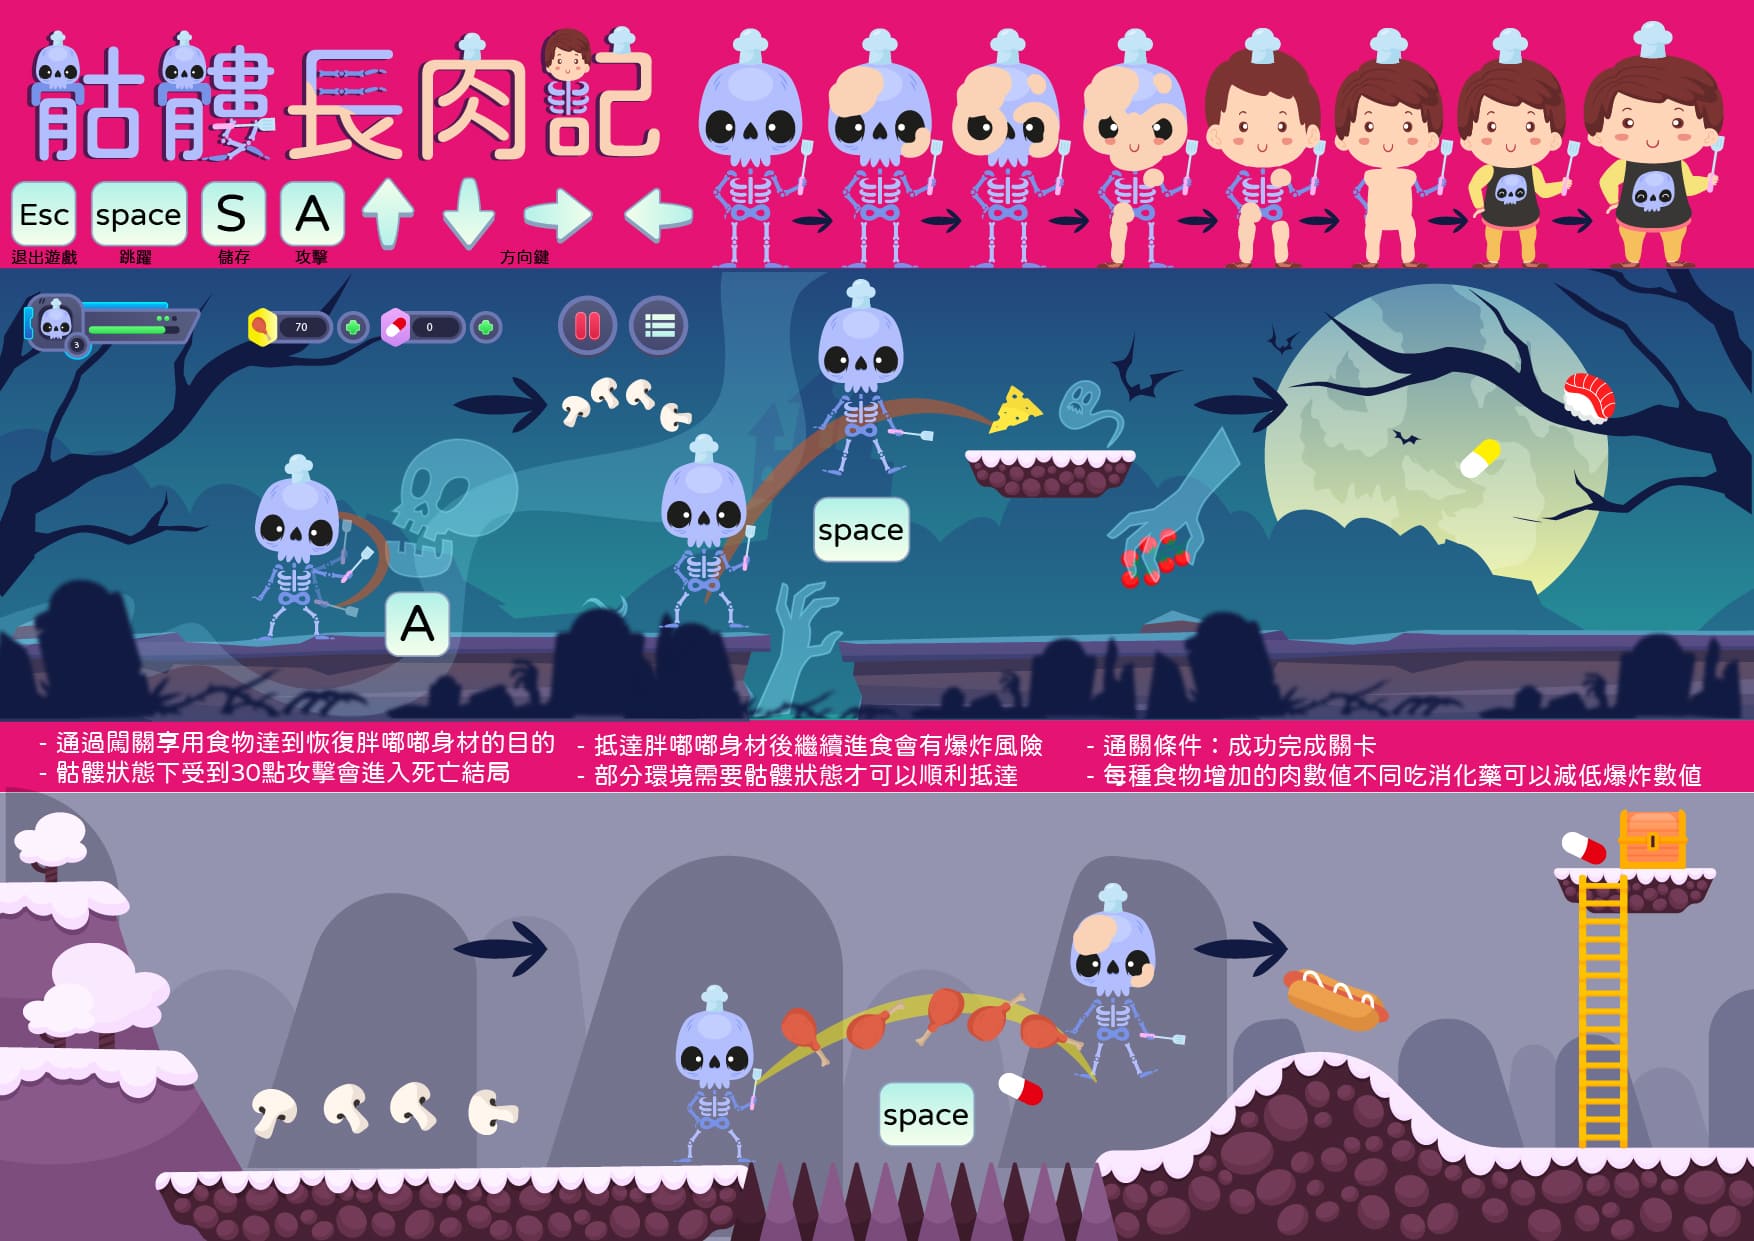 骷髏長肉記
Esc space S A
退出遊戲 跳躍 儲存 攻擊 方向鍵
3 70 0
space
A
- 通過闖關享用食物達到恢復胖嘟嘟身材的目的
- 骷髏狀態下受到30點攻擊會進入死亡結局
- 抵達胖嘟嘟身材後繼續進食會有爆炸風險
- 部分環境需要骷髏狀態才可以順利抵達
- 通關條件：成功完成關卡
- 每種食物增加的肉數值不同吃消化藥可以減低爆炸數值
space